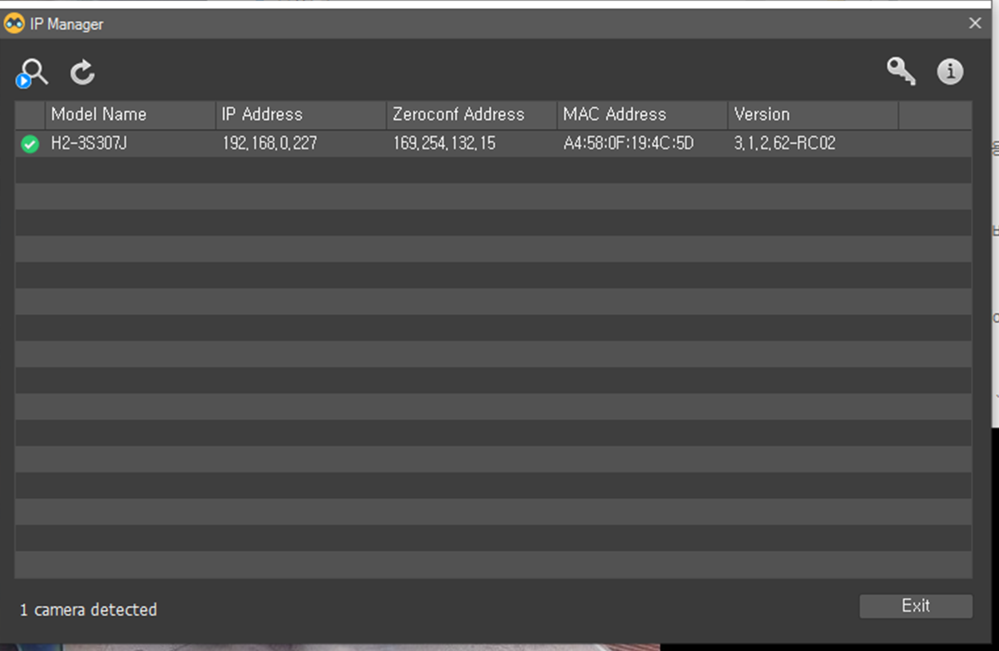 IP Manager
Model Name IP Address Zeroconf Address MAC Address Version
H2-3S307J 192,168,0,227 169,254,132,15 A4:58:0F:19:4C:5D 3,1,2,62-RC02
1 camera detected
Exit